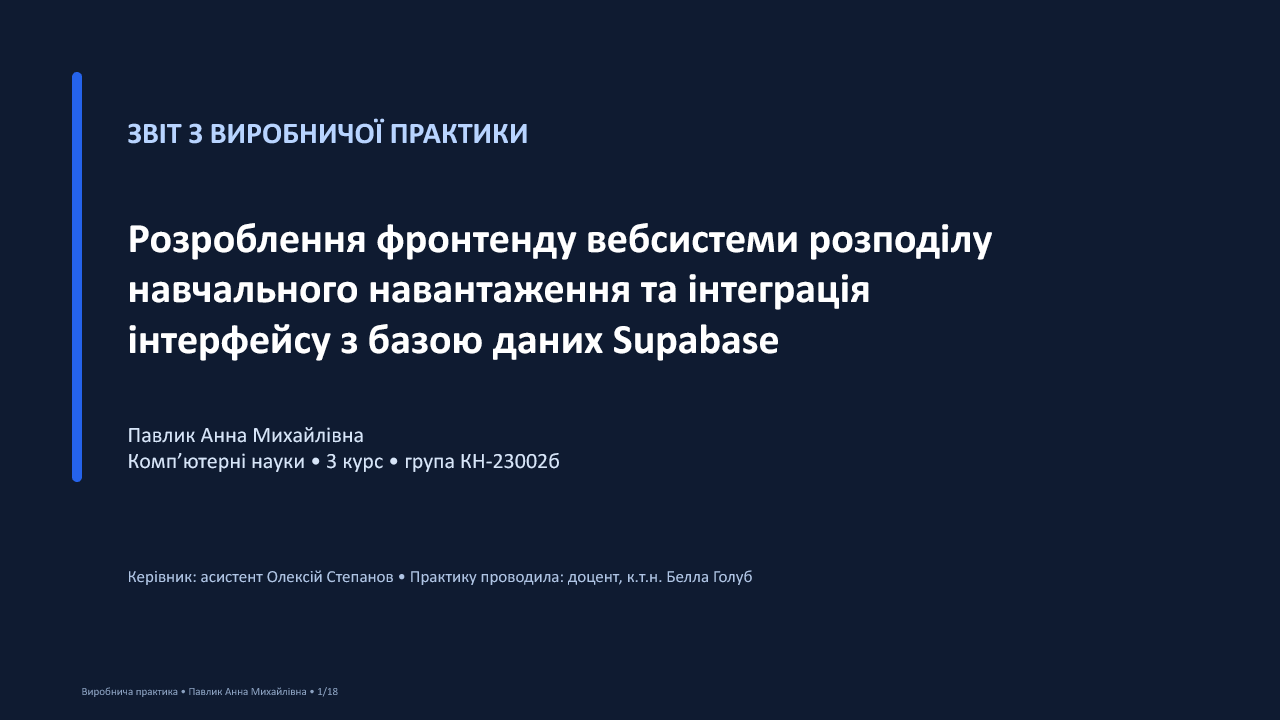 ЗВІТ З ВИРОБНИЧОЇ ПРАКТИКИ
Розроблення фронтенду вебсистеми розподілу
навчального навантаження та інтеграція
інтерфейсу з базою даних Supabase
Павлик Анна Михайлівна
Комп’ютерні науки • 3 курс • група КН-23002б
Керівник: асистент Олексій Степанов • Практику проводила: доцент, к.т.н. Белла Голуб
Виробнича практика • Павлик Анна Михайлівна • 1/18